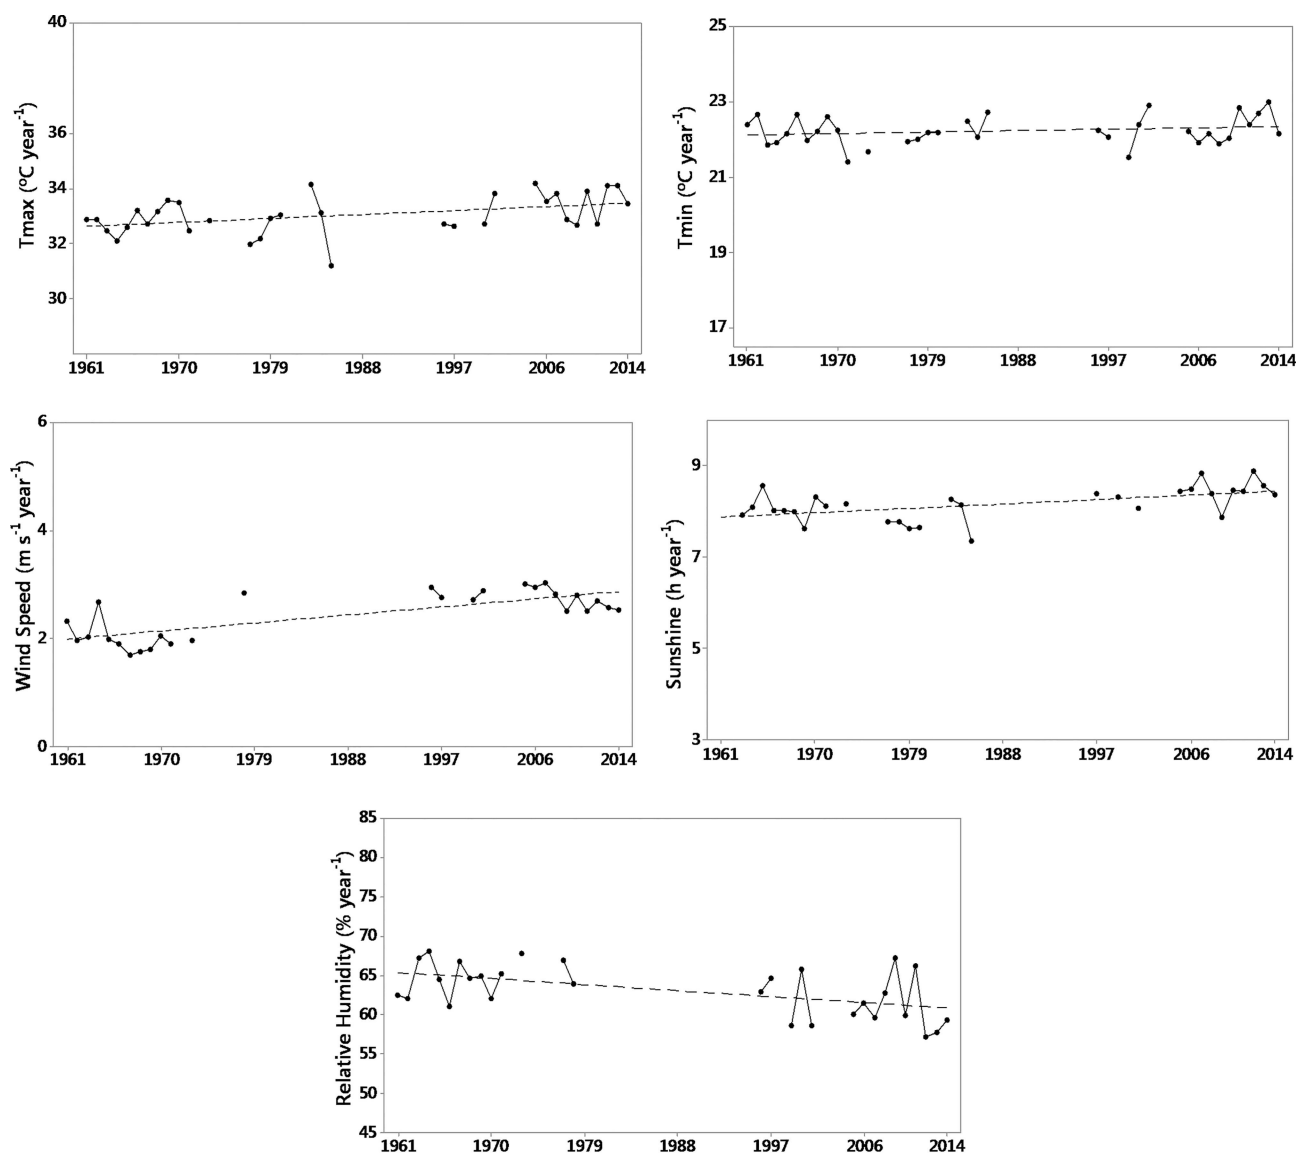 Tmax (ºC year-1)
40
36
34
32
30
1961 1970 1979 1988 1997 2006 2014
Tmin (ºC year-1)
25
23
21
19
17
1961 1970 1979 1988 1997 2006 2014
Wind Speed (m s-1 year-1)
6
4
2
0
1961 1970 1979 1988 1997 2006 2014
Sunshine (h year-1)
9
7
5
3
1961 1970 1979 1988 1997 2006 2014
Relative Humidity (% year-1)
85
80
75
70
65
60
55
50
45
1961 1970 1979 1988 1997 2006 2014